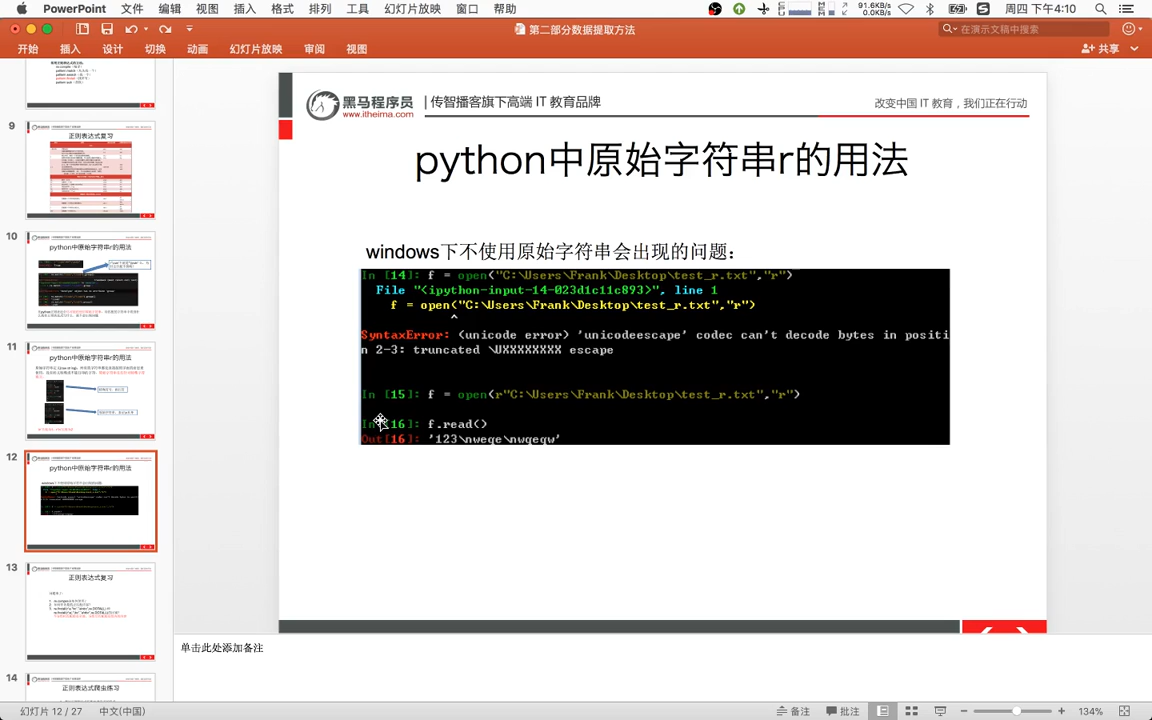 PowerPoint 文件 编辑 视图 插入 格式 排列 工具 幻灯片放映 窗口 帮助
91.6KB/s
0.0KB/s
周四 下午4:10
第二部分数据提取方法
在演示文稿中搜索
开始 插入 设计 切换 动画 幻灯片放映 审阅 视图
共享
9
正则表达式复习
10
python中原始字符串r的用法
11
python中原始字符串r的用法
12
python中原始字符串r的用法
13
正则表达式复习
14
正则表达式爬虫练习
黑马程序员
www.itheima.com
传智播客旗下高端 IT 教育品牌
改变中国 IT 教育，我们正在行动
python中原始字符串r的用法
windows下不使用原始字符串会出现的问题：
In [14]: f = open("C:\Users\Frank\Desktop\test_r.txt","r")
File "<ipython-input-14-023d1c11c893>", line 1
f = open("C:\Users\Frank\Desktop\test_r.txt","r")
^
SyntaxError: (unicode error) 'unicodeescape' codec can't decode bytes in positi
n 2-3: truncated \UXXXXXXXX escape
In [15]: f = open(r"C:\Users\Frank\Desktop\test_r.txt","r")
In [16]: f.read()
Out[16]: '123\nweqe\nwqeqw'
单击此处添加备注
幻灯片 12 / 27 中文(中国)
备注 批注
134%